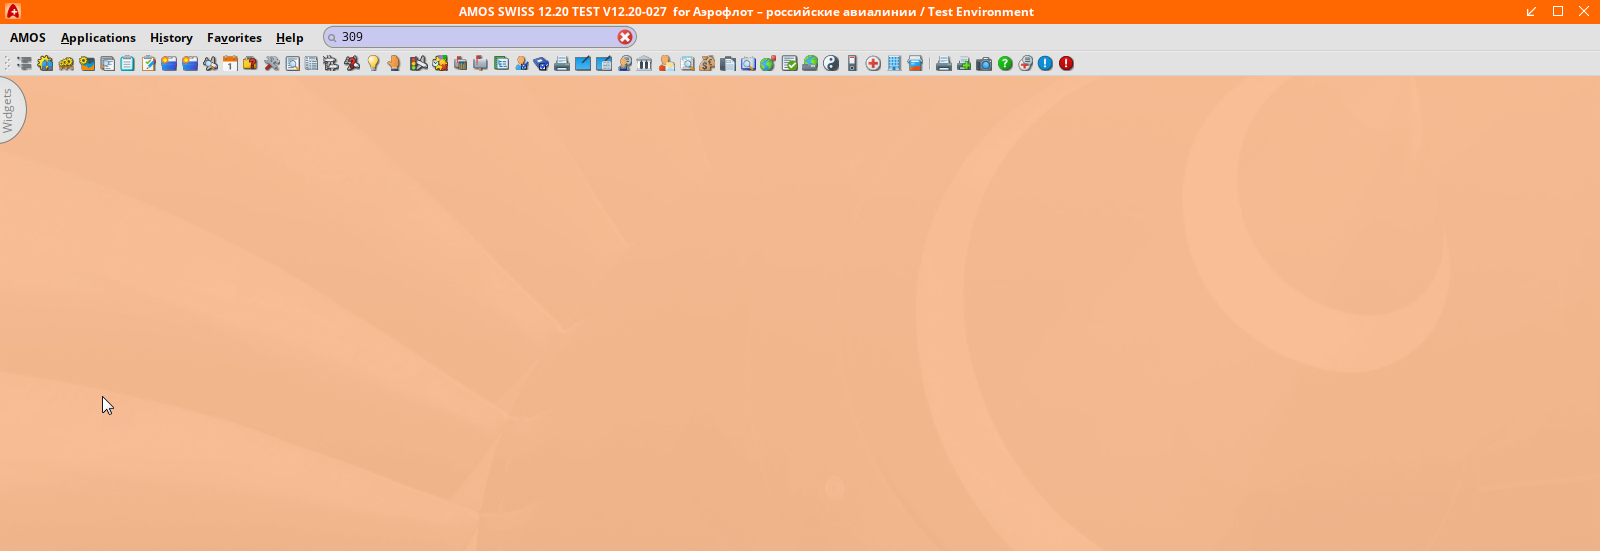 AMOS SWISS 12.20 TEST V12.20-027 for Аэрофлот – российские авиалинии / Test Environment
AMOS Applications History Favorites Help 309
Widgets